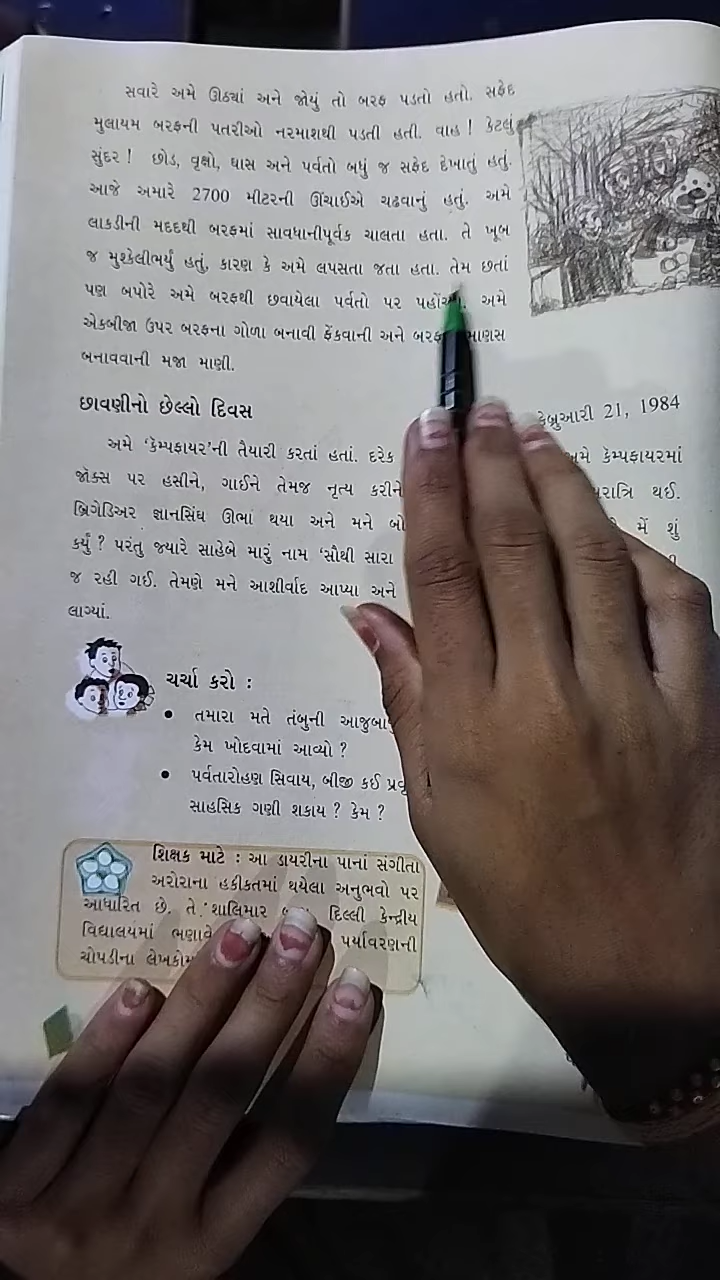 સવારે અમે ઊઠ્યાં અને જોયું તો બરફ પડતો હતો. સફેદ
મુલાયમ બરફની પતરીઓ નરમાશથી પડતી હતી. વાહ ! કેટલું
સુંદર ! છોડ, વૃક્ષો, ઘાસ અને પર્વતો બધું જ સફેદ દેખાતું હતું.
આજે અમારે 2700 મીટરની ઊંચાઈએ ચઢવાનું હતું. અમે
લાકડીની મદદથી બરફમાં સાવધાનીપૂર્વક ચાલતા હતા. તે ખૂબ
જ મુશ્કેલીભર્યું હતું, કારણ કે અમે લપસતા જતા હતા. તેમ છતાં
પણ બપોરે અમે બરફથી છવાયેલા પર્વતો પર અમે
એકબીજા ઉપર બરફના ગોળા બનાવી ફેંકવાની અને માણસ
બનાવવાની મજા માણી.
છાવણીનો છેલ્લો દિવસ
21, 1984
અમે ‘કેમ્પફાયર’ની તૈયારી કરતાં હતાં. દરેક અમે કેમ્પફાયરમાં
જૉક્સ પર હસીને, ગાઈને તેમજ નૃત્ય કરીને થઈ.
બ્રિગેડિઅર જ્ઞાનસિંઘ ઊભાં થયા અને મને મેં શું
કર્યું ? પરંતુ જ્યારે સાહેબે મારું નામ ‘સૌથી સારા
જ રહી ગઈ. તેમણે મને આશીર્વાદ આપ્યા અને
લાગ્યાં.
ચર્ચા કરો :
• તમારા મતે તંબુની
કેમ ખોદવામાં આવ્યો ?
• પર્વતારોહણ સિવાય, બીજી કઈ
સાહસિક ગણી શકાય ? કેમ ?
શિક્ષક માટે : આ ડાયરીના પાનાં સંગીતા
અરોરાના હકીકતમાં થયેલા અનુભવો પર
આધારિત છે. તે શાલિમાર દિલ્લી કેન્દ્રીય
વિદ્યાલયમાં પર્યાવરણની
ચોપડીના